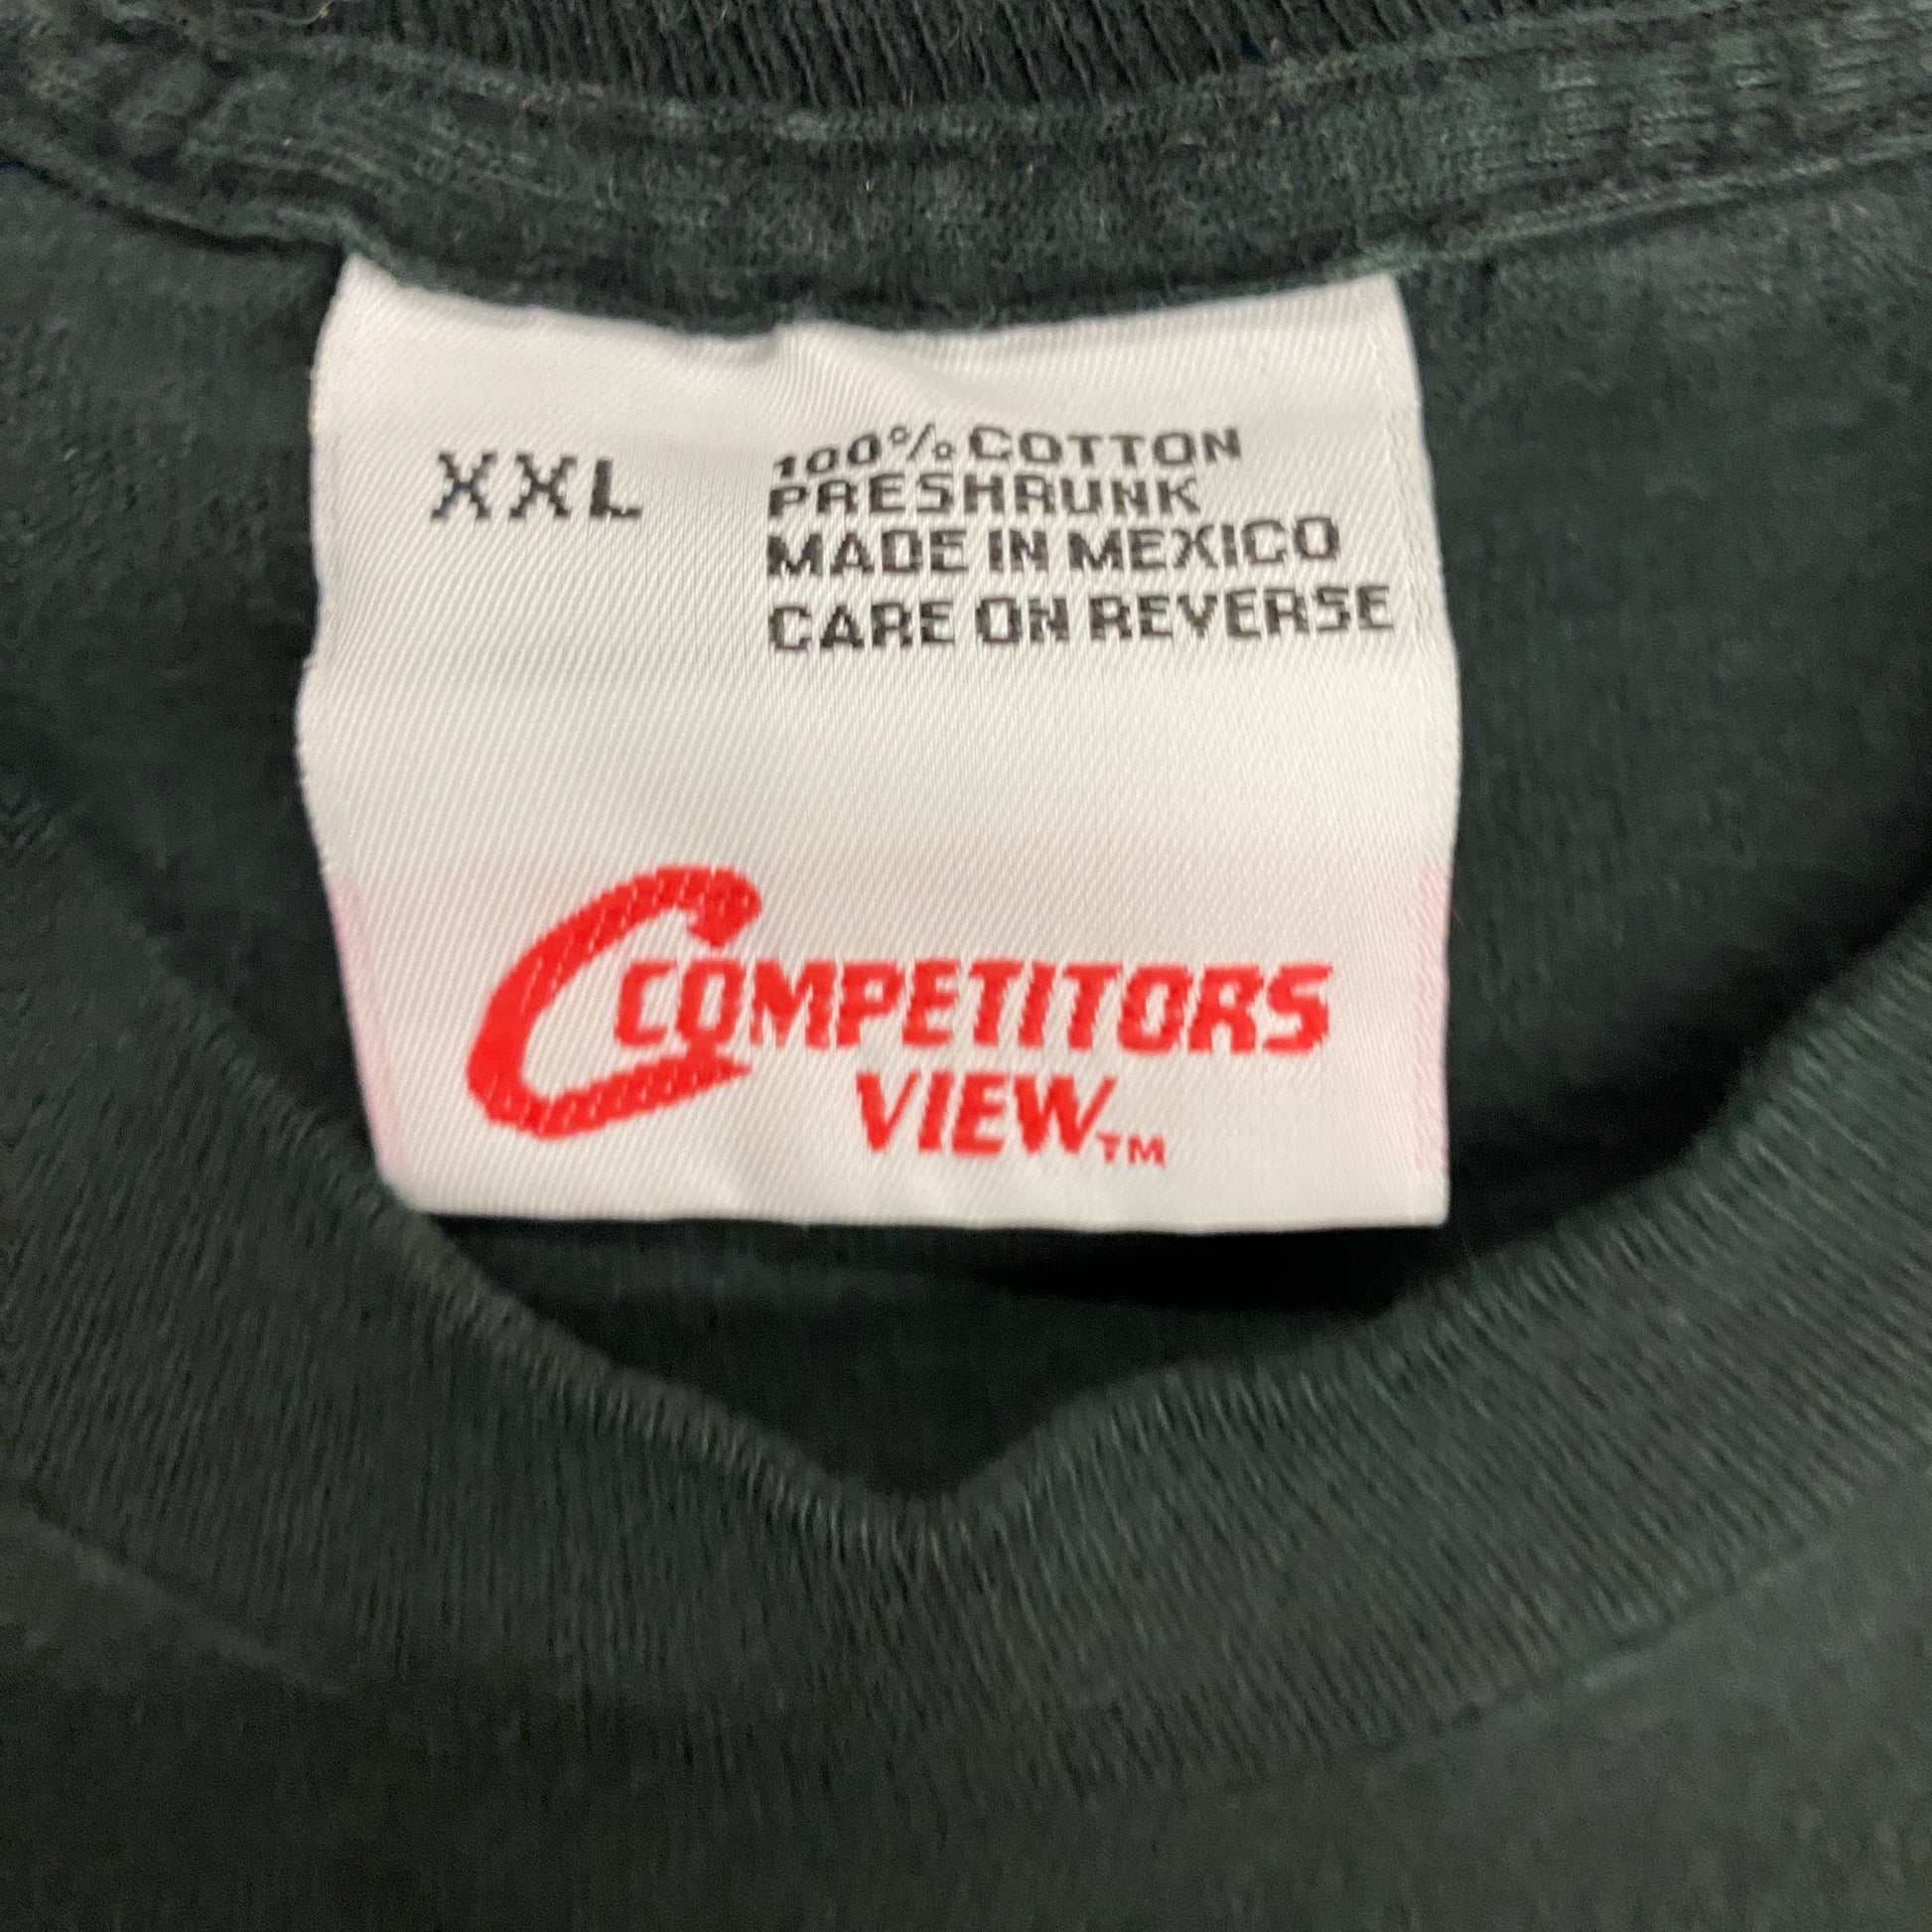 XXL
100% COTTON
PRESHRUNK
MADE IN MEXICO
CARE ON REVERSE
COMPETITORS
VIEW™